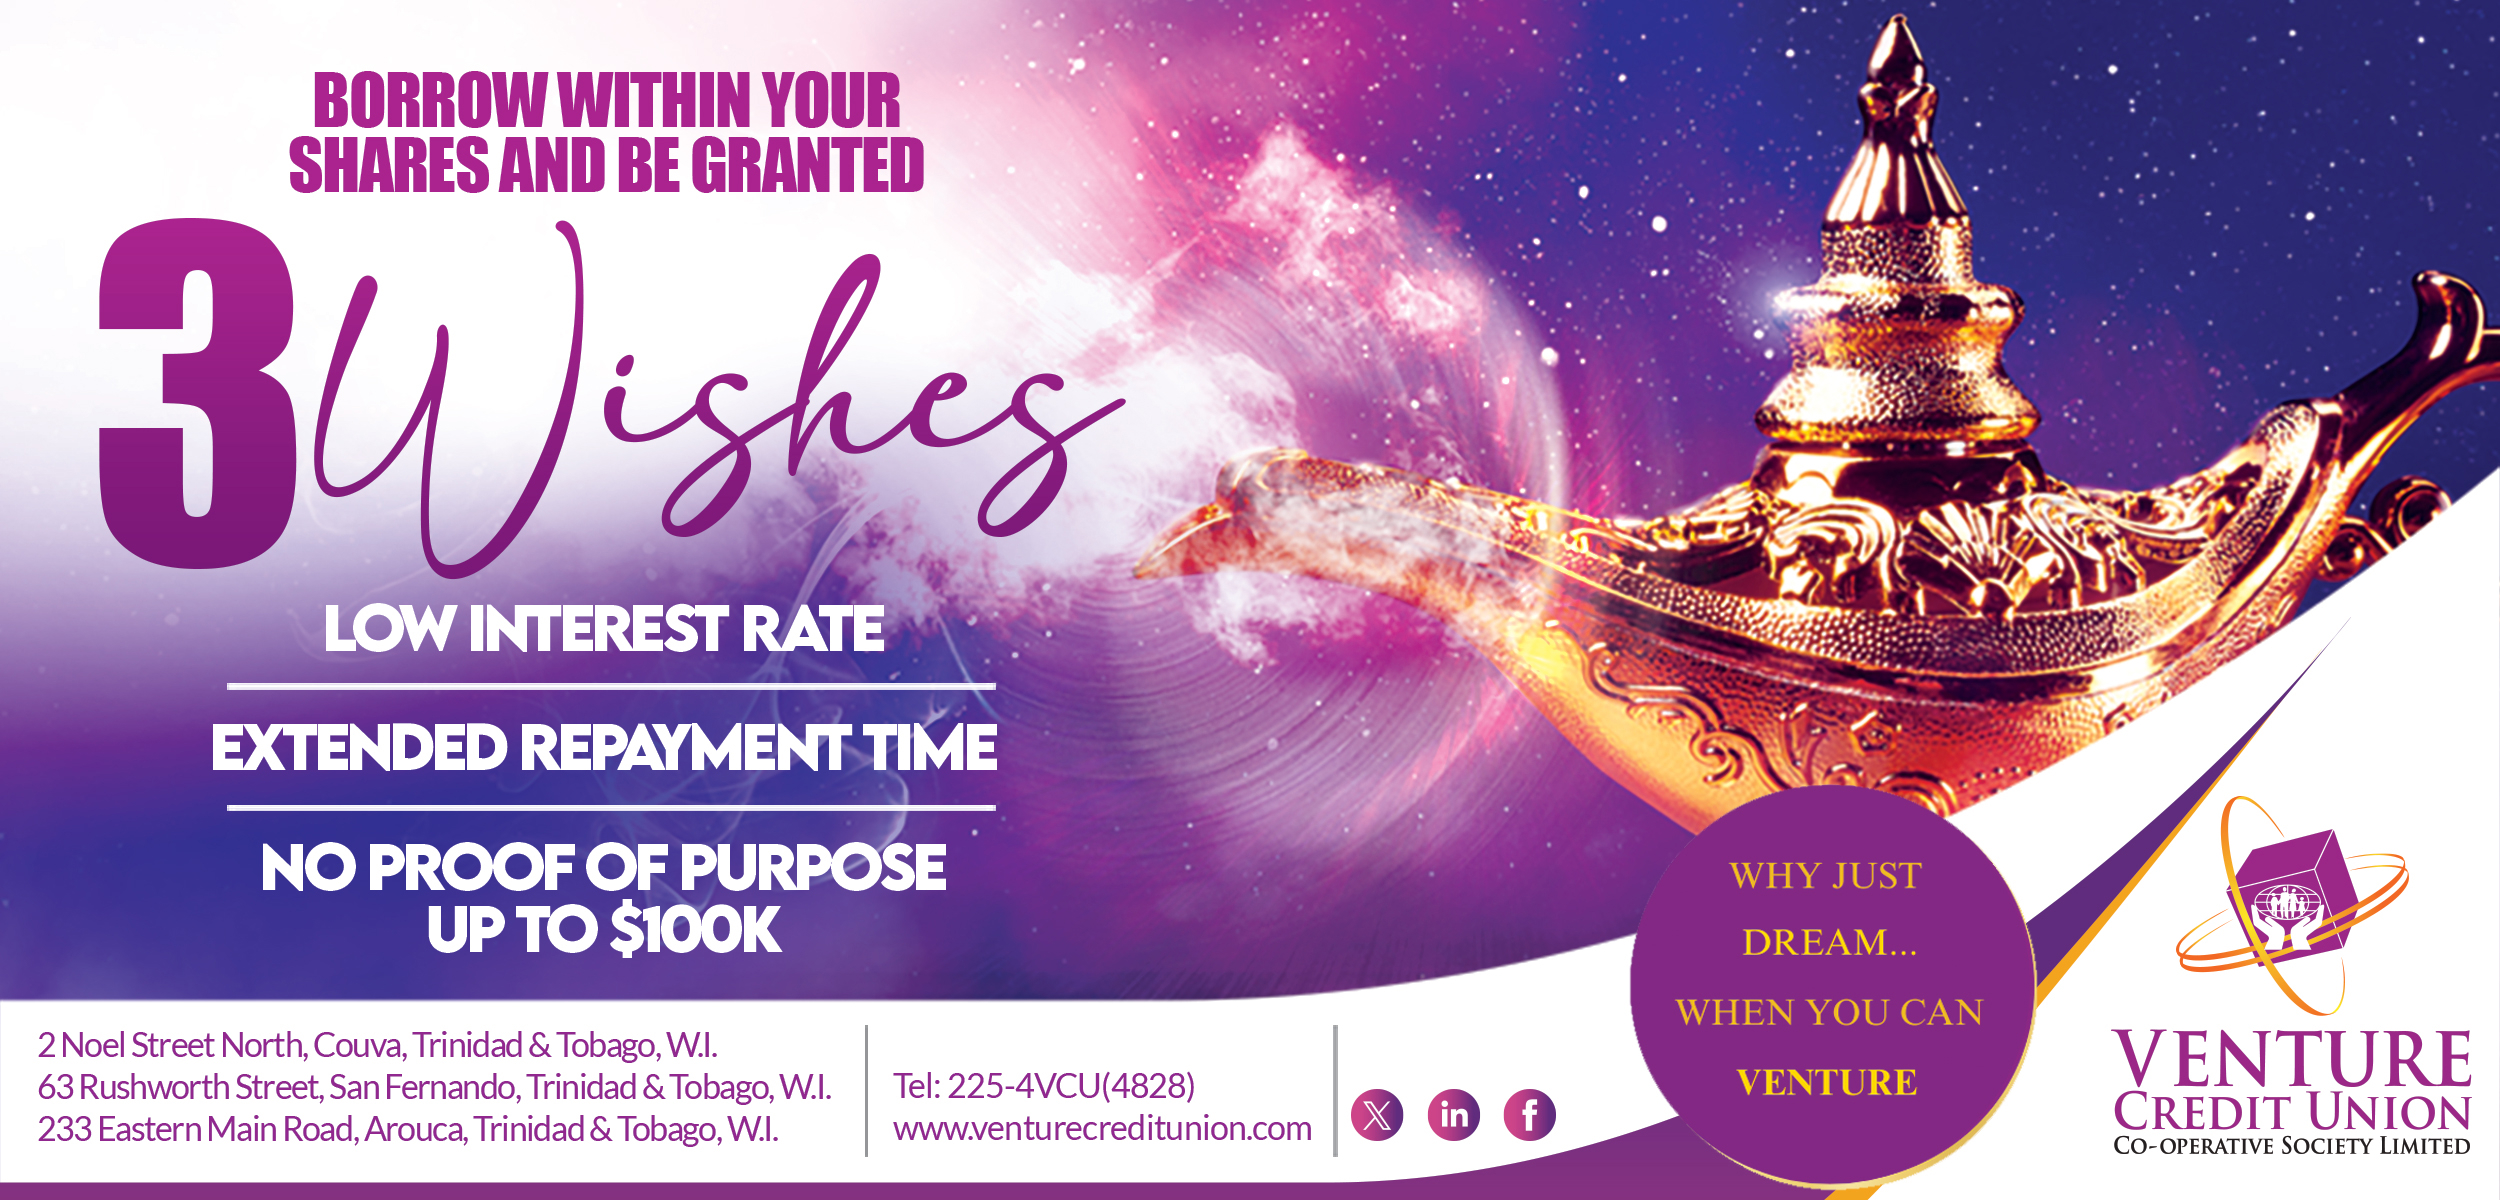 BORROW WITHIN YOUR
SHARES AND BE GRANTED
3 Wishes
LOW INTEREST RATE
EXTENDED REPAYMENT TIME
NO PROOF OF PURPOSE
UP TO $100K
2 Noel Street North, Couva, Trinidad & Tobago, W.I.
63 Rushworth Street, San Fernando, Trinidad & Tobago, W.I.
233 Eastern Main Road, Arouca, Trinidad & Tobago, W.I.
Tel: 225-4VCU(4828)
www.venturecreditunion.com
X in f
WHY JUST
DREAM...
WHEN YOU CAN
VENTURE
VENTURE
CREDIT UNION
CO-OPERATIVE SOCIETY LIMITED